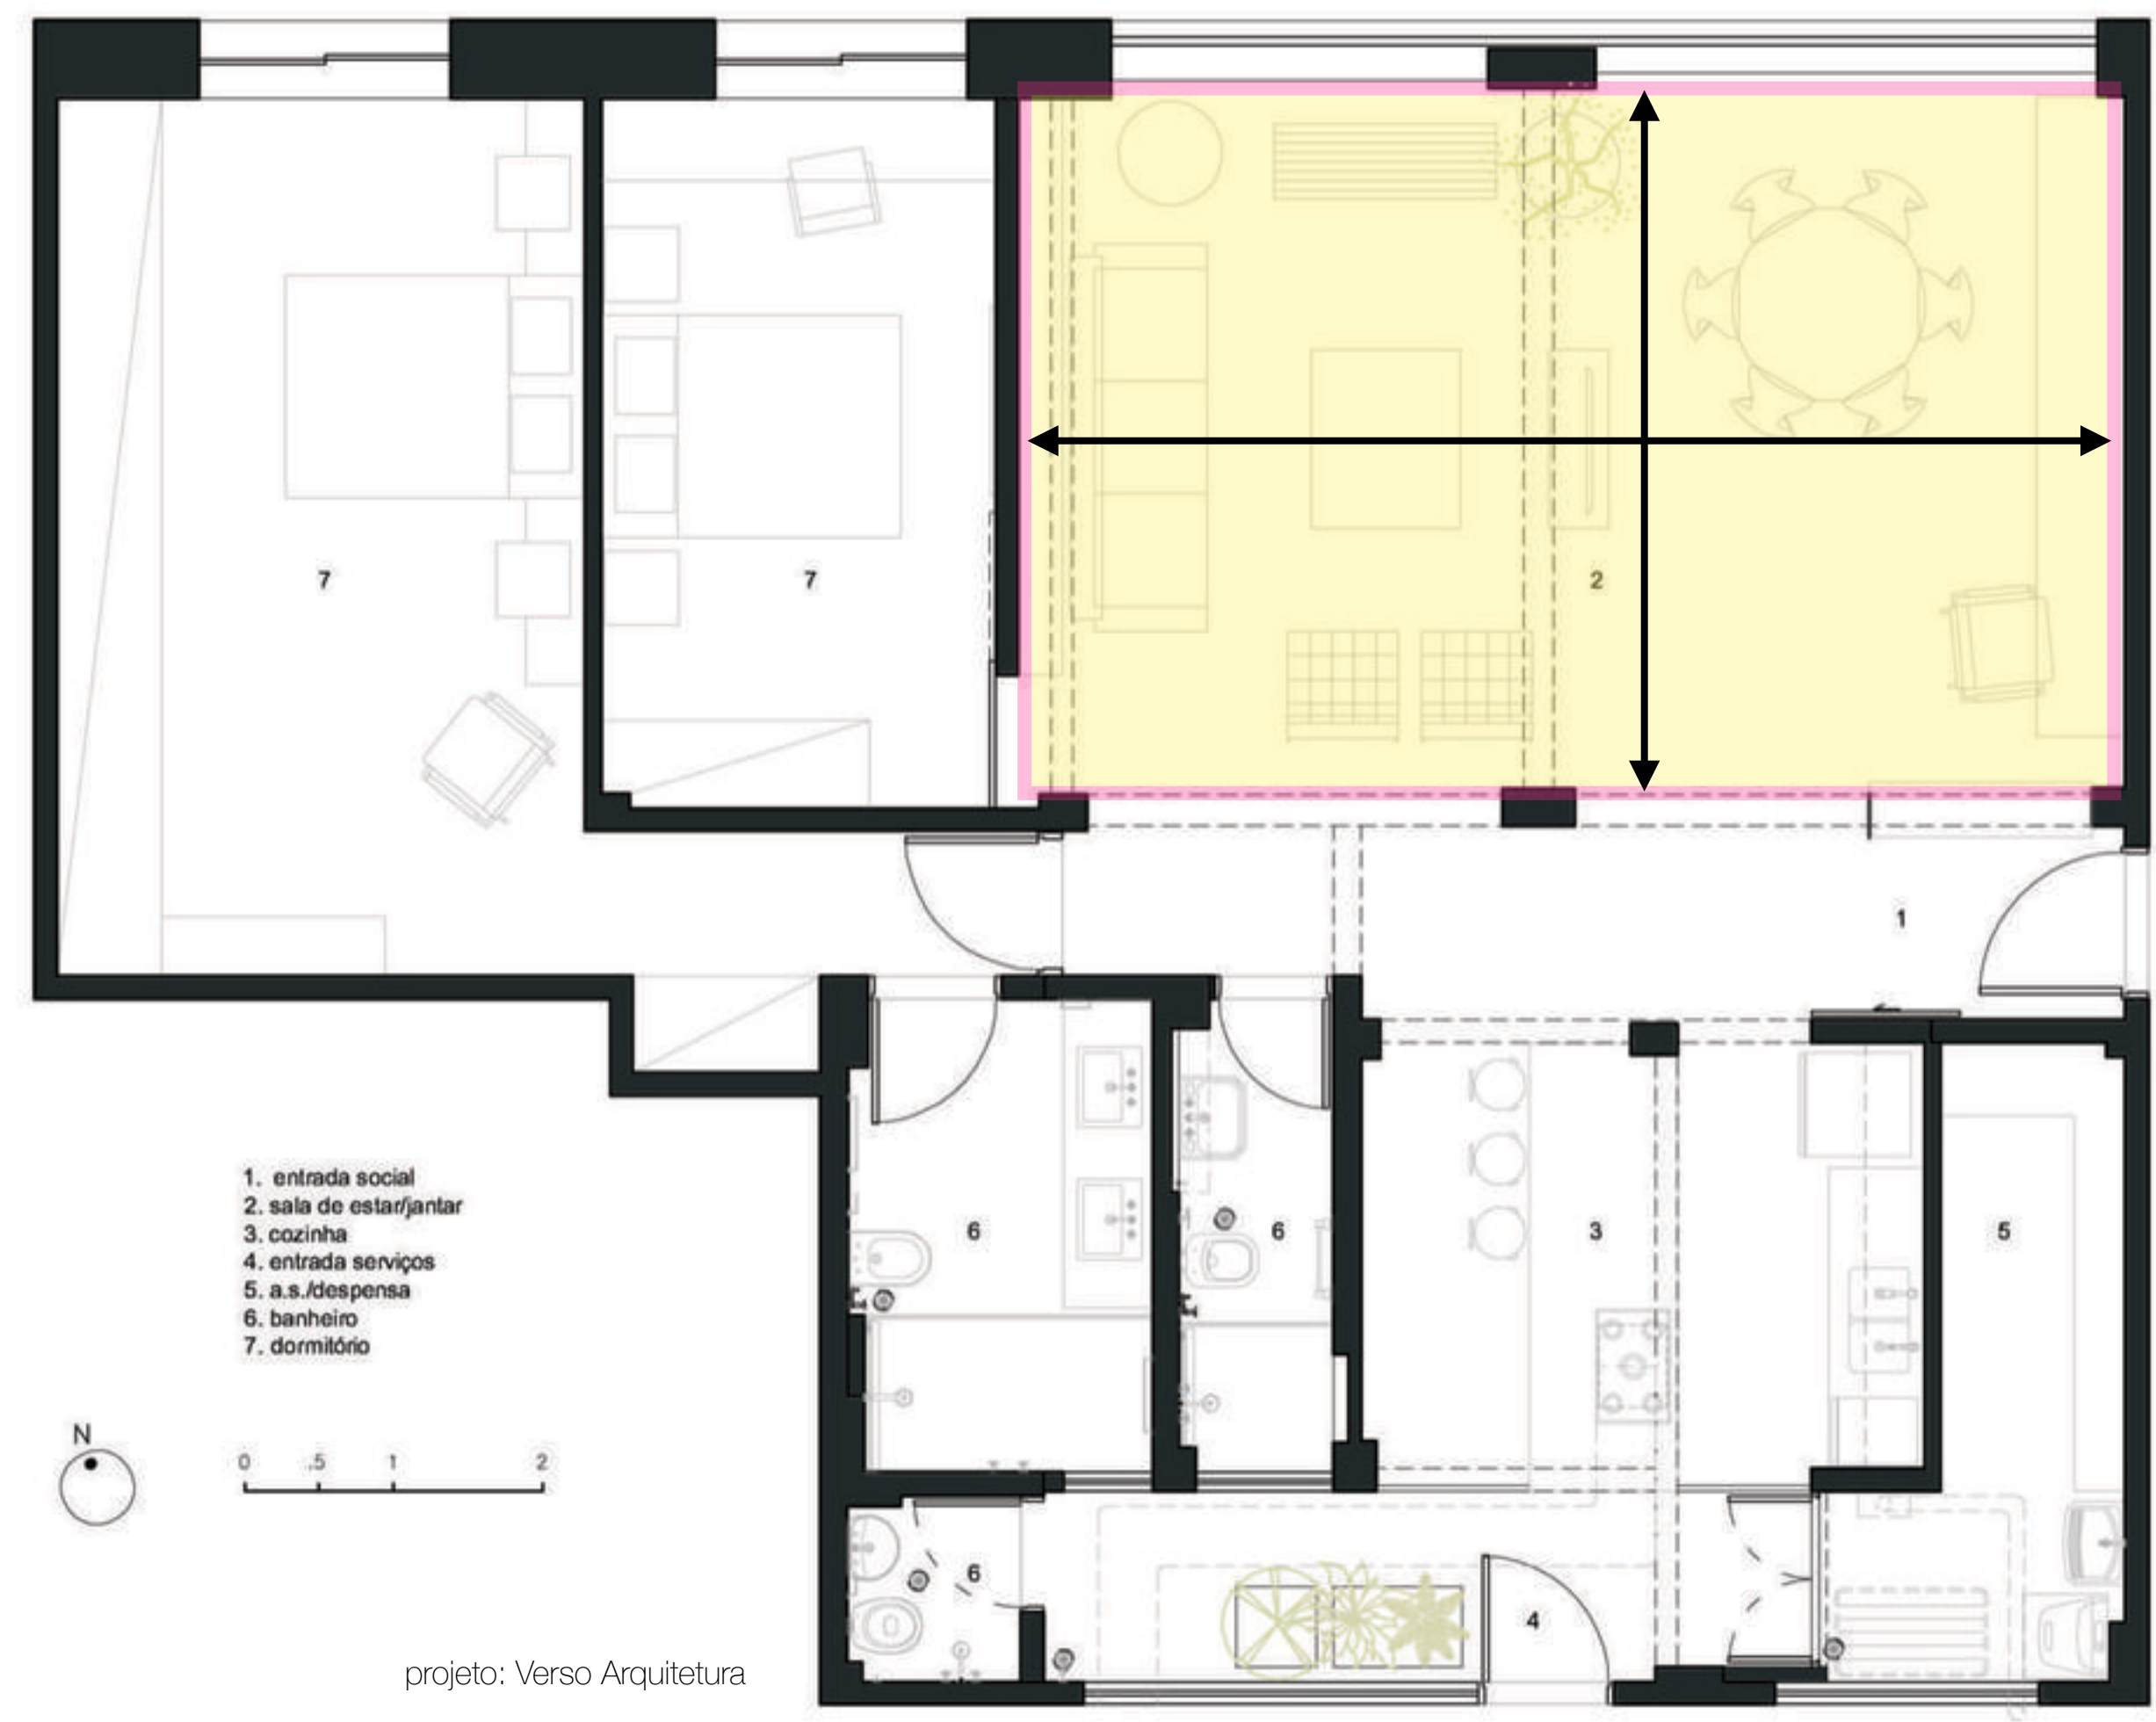 7
7
2
1
1. entrada social
2. sala de estar/jantar
3. cozinha
4. entrada serviços
5. a.s./despensa
6. banheiro
7. dormitório
6
6
3
5
N
0 .5 1 2
6
4
projeto: Verso Arquitetura